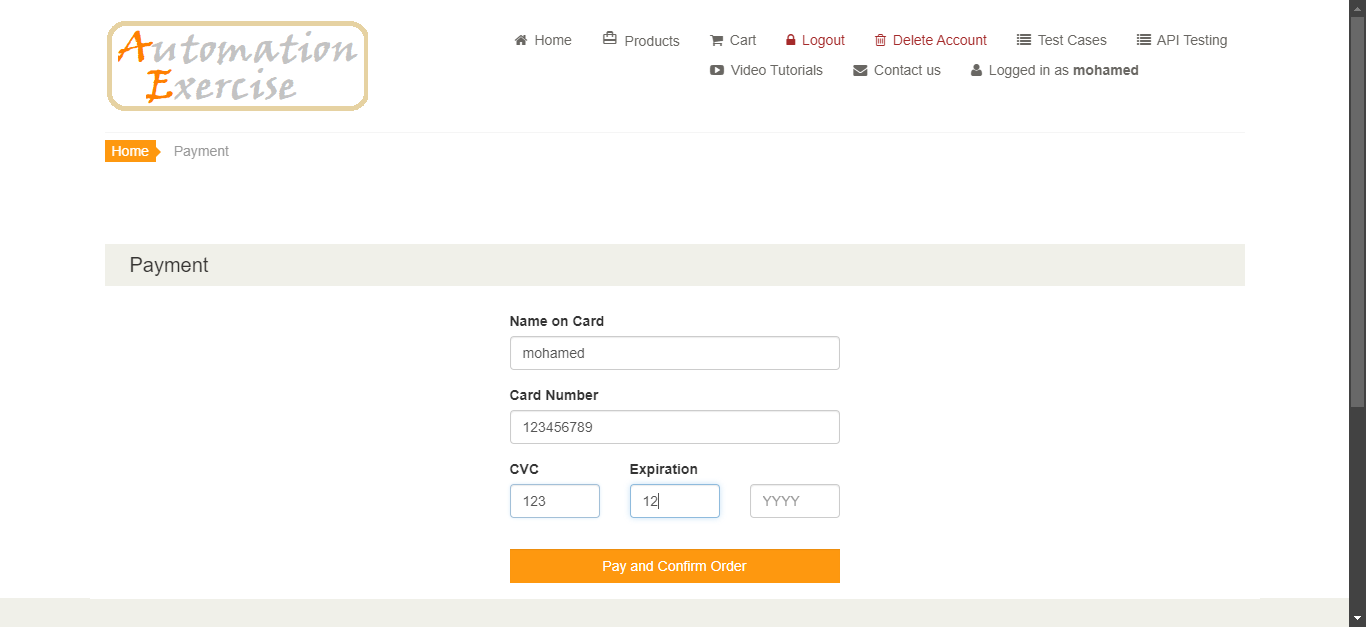 Automation
Exercise
Home Products Cart Logout Delete Account Test Cases API Testing
Video Tutorials Contact us Logged in as mohamed
Home Payment
Payment
Name on Card
mohamed
Card Number
123456789
CVC Expiration
123 12 YYYY
Pay and Confirm Order